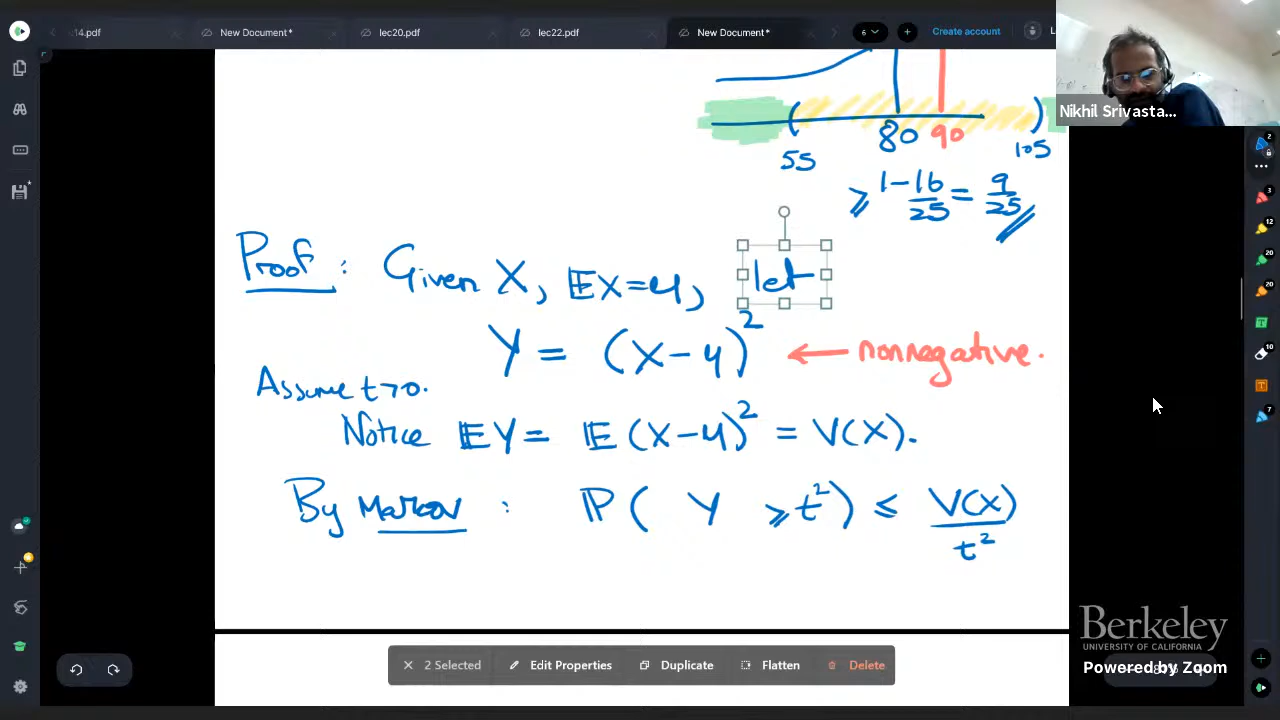 .14.pdf
New Document*
lec20.pdf
lec22.pdf
New Document*
6
Create account
Nikhil Srivasta...
80
90
55
105
≥ 1-16/25 = 9/25
Proof: Given X, EX=μ, let
Y = (X-μ)²
← nonnegative.
Assume t>0.
Notice EY = E(X-μ)² = V(X).
By Markov : P( Y ≥ t²) ≤ V(X)/t²
Berkeley
UNIVERSITY OF CALIFORNIA
Powered by Zoom
2 Selected
Edit Properties
Duplicate
Flatten
Delete